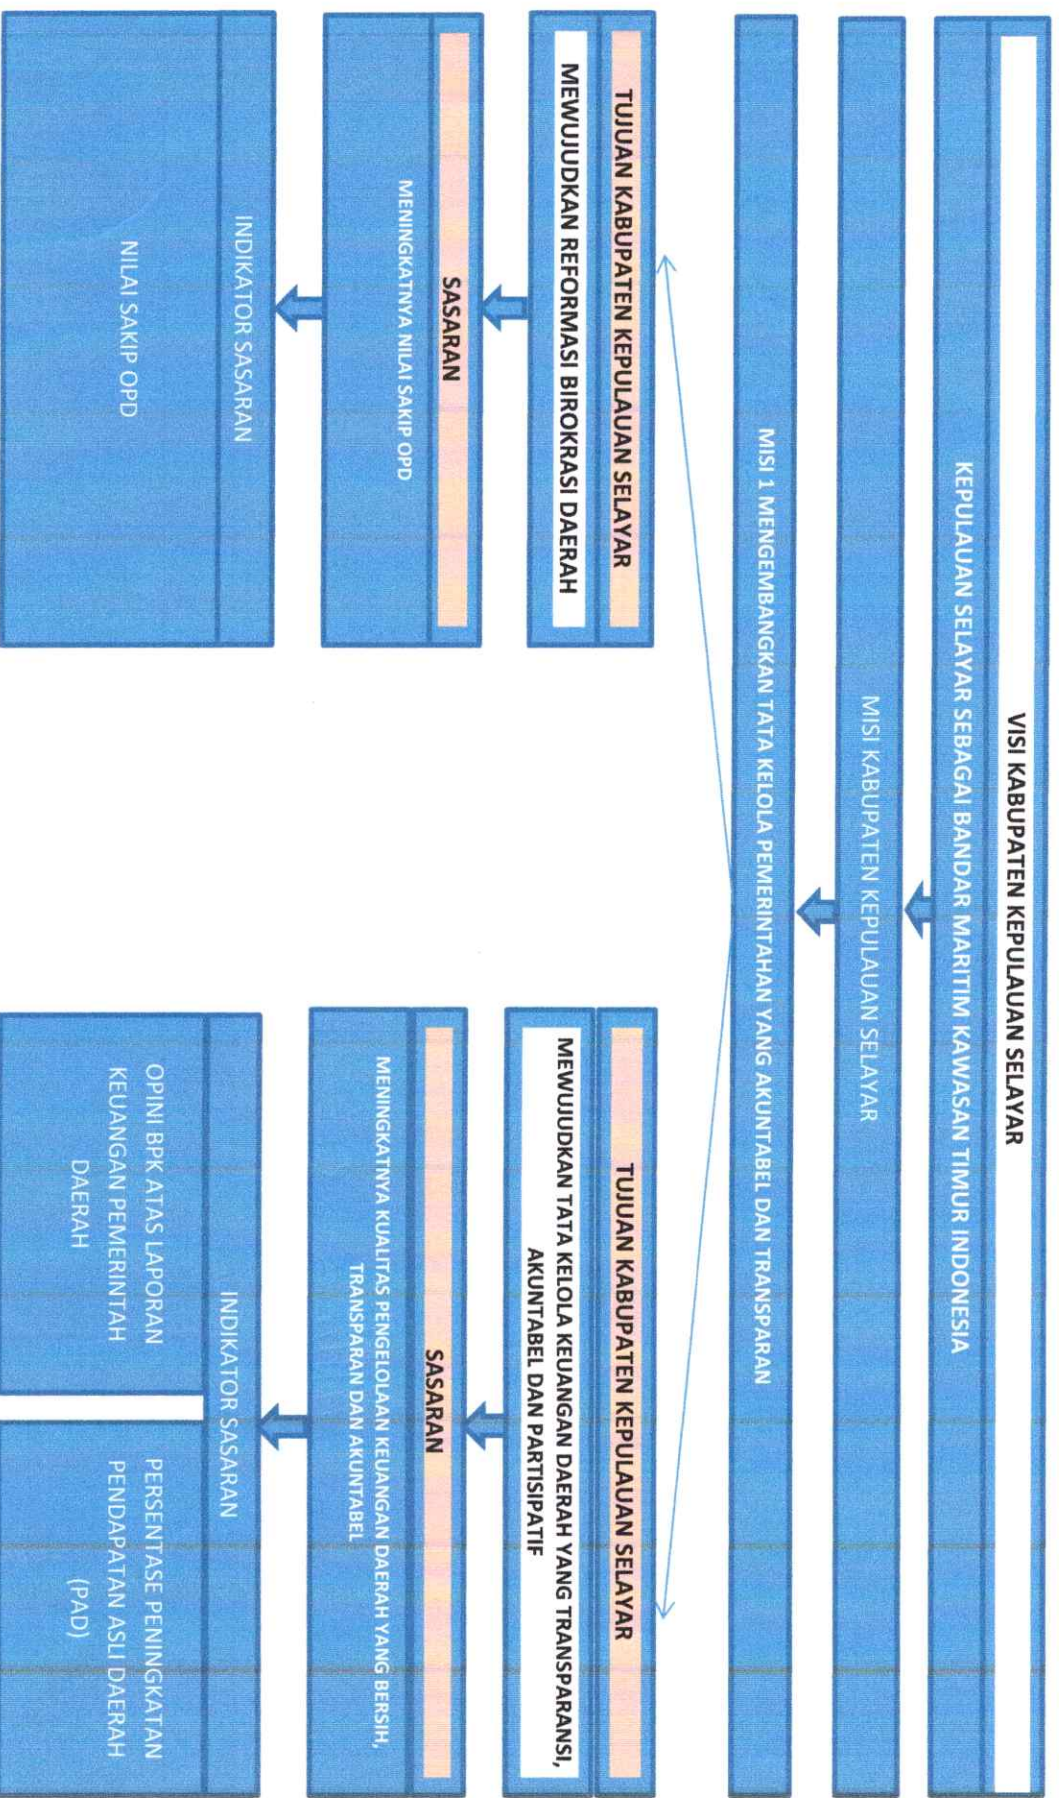 VISI KABUPATEN KEPULAUAN SELAYAR
KEPULAUAN SELAYAR SEBAGAI BANDAR MARITIM KAWASAN TIMUR INDONESIA
MISI KABUPATEN KEPULAUAN SELAYAR
MISI 1 MENGEMBANGKAN TATA KELOLA PEMERINTAHAN YANG AKUNTABEL DAN TRANSPARAN
TUJUAN KABUPATEN KEPULAUAN SELAYAR
MEWUJUDKAN REFORMASI BIROKRASI DAERAH
SASARAN
MENINGKATNYA NILAI SAKIP OPD
INDIKATOR SASARAN
NILAI SAKIP OPD
TUJUAN KABUPATEN KEPULAUAN SELAYAR
MEWUJUDKAN TATA KELOLA KEUANGAN DAERAH YANG TRANSPARANSI,
AKUNTABEL DAN PARTISIPATIF
SASARAN
MENINGKATNYA KUALITAS PENGELOLAAN KEUANGAN DAERAH YANG BERSIH,
TRANSPARAN DAN AKUNTABEL
INDIKATOR SASARAN
OPINI BPK ATAS LAPORAN
KEUANGAN PEMERINTAH
DAERAH
PERSENTASE PENINGKATAN
PENDAPATAN ASLI DAERAH
(PAD)